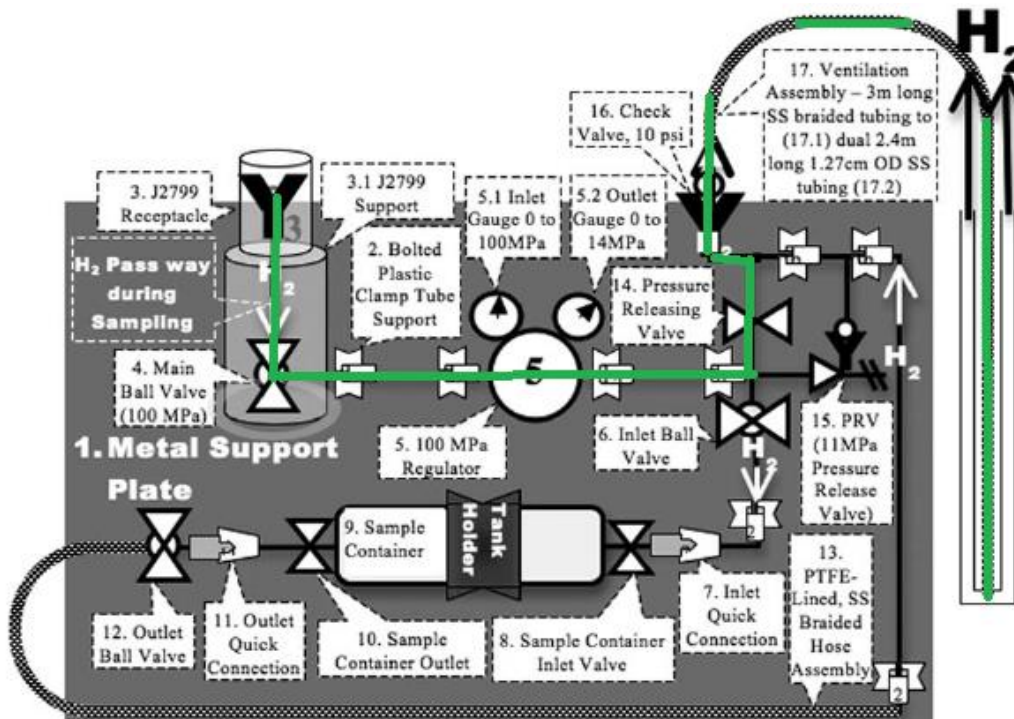 H2
17. Ventilation
Assembly – 3m long
SS braided tubing to
(17.1) dual 2.4m
long 1.27cm OD SS
tubing (17.2)
16. Check
Valve, 10 psi
3. J2799
Receptacle
3.1 J2799
Support
5.1 Inlet
Gauge 0 to
100MPa
5.2 Outlet
Gauge 0 to
14MPa
3
H2
H2 Pass way
during
Sampling
2. Bolted
Plastic
Clamp Tube
Support
14. Pressure
Releasing
Valve
H2
4. Main
Ball Valve
(100 MPa)
5
5. 100 MPa
Regulator
6. Inlet Ball
Valve
H2
15. PRV
(11MPa
Pressure
Release
Valve)
1. Metal Support
Plate
9. Sample
Container
Tank
Holder
2
13.
PTFE-
Lined, SS
Braided
Hose
Assembly
12. Outlet
Ball Valve
11. Outlet
Quick
Connection
10. Sample
Container Outlet
8. Sample Container
Inlet Valve
7. Inlet
Quick
Connection
2